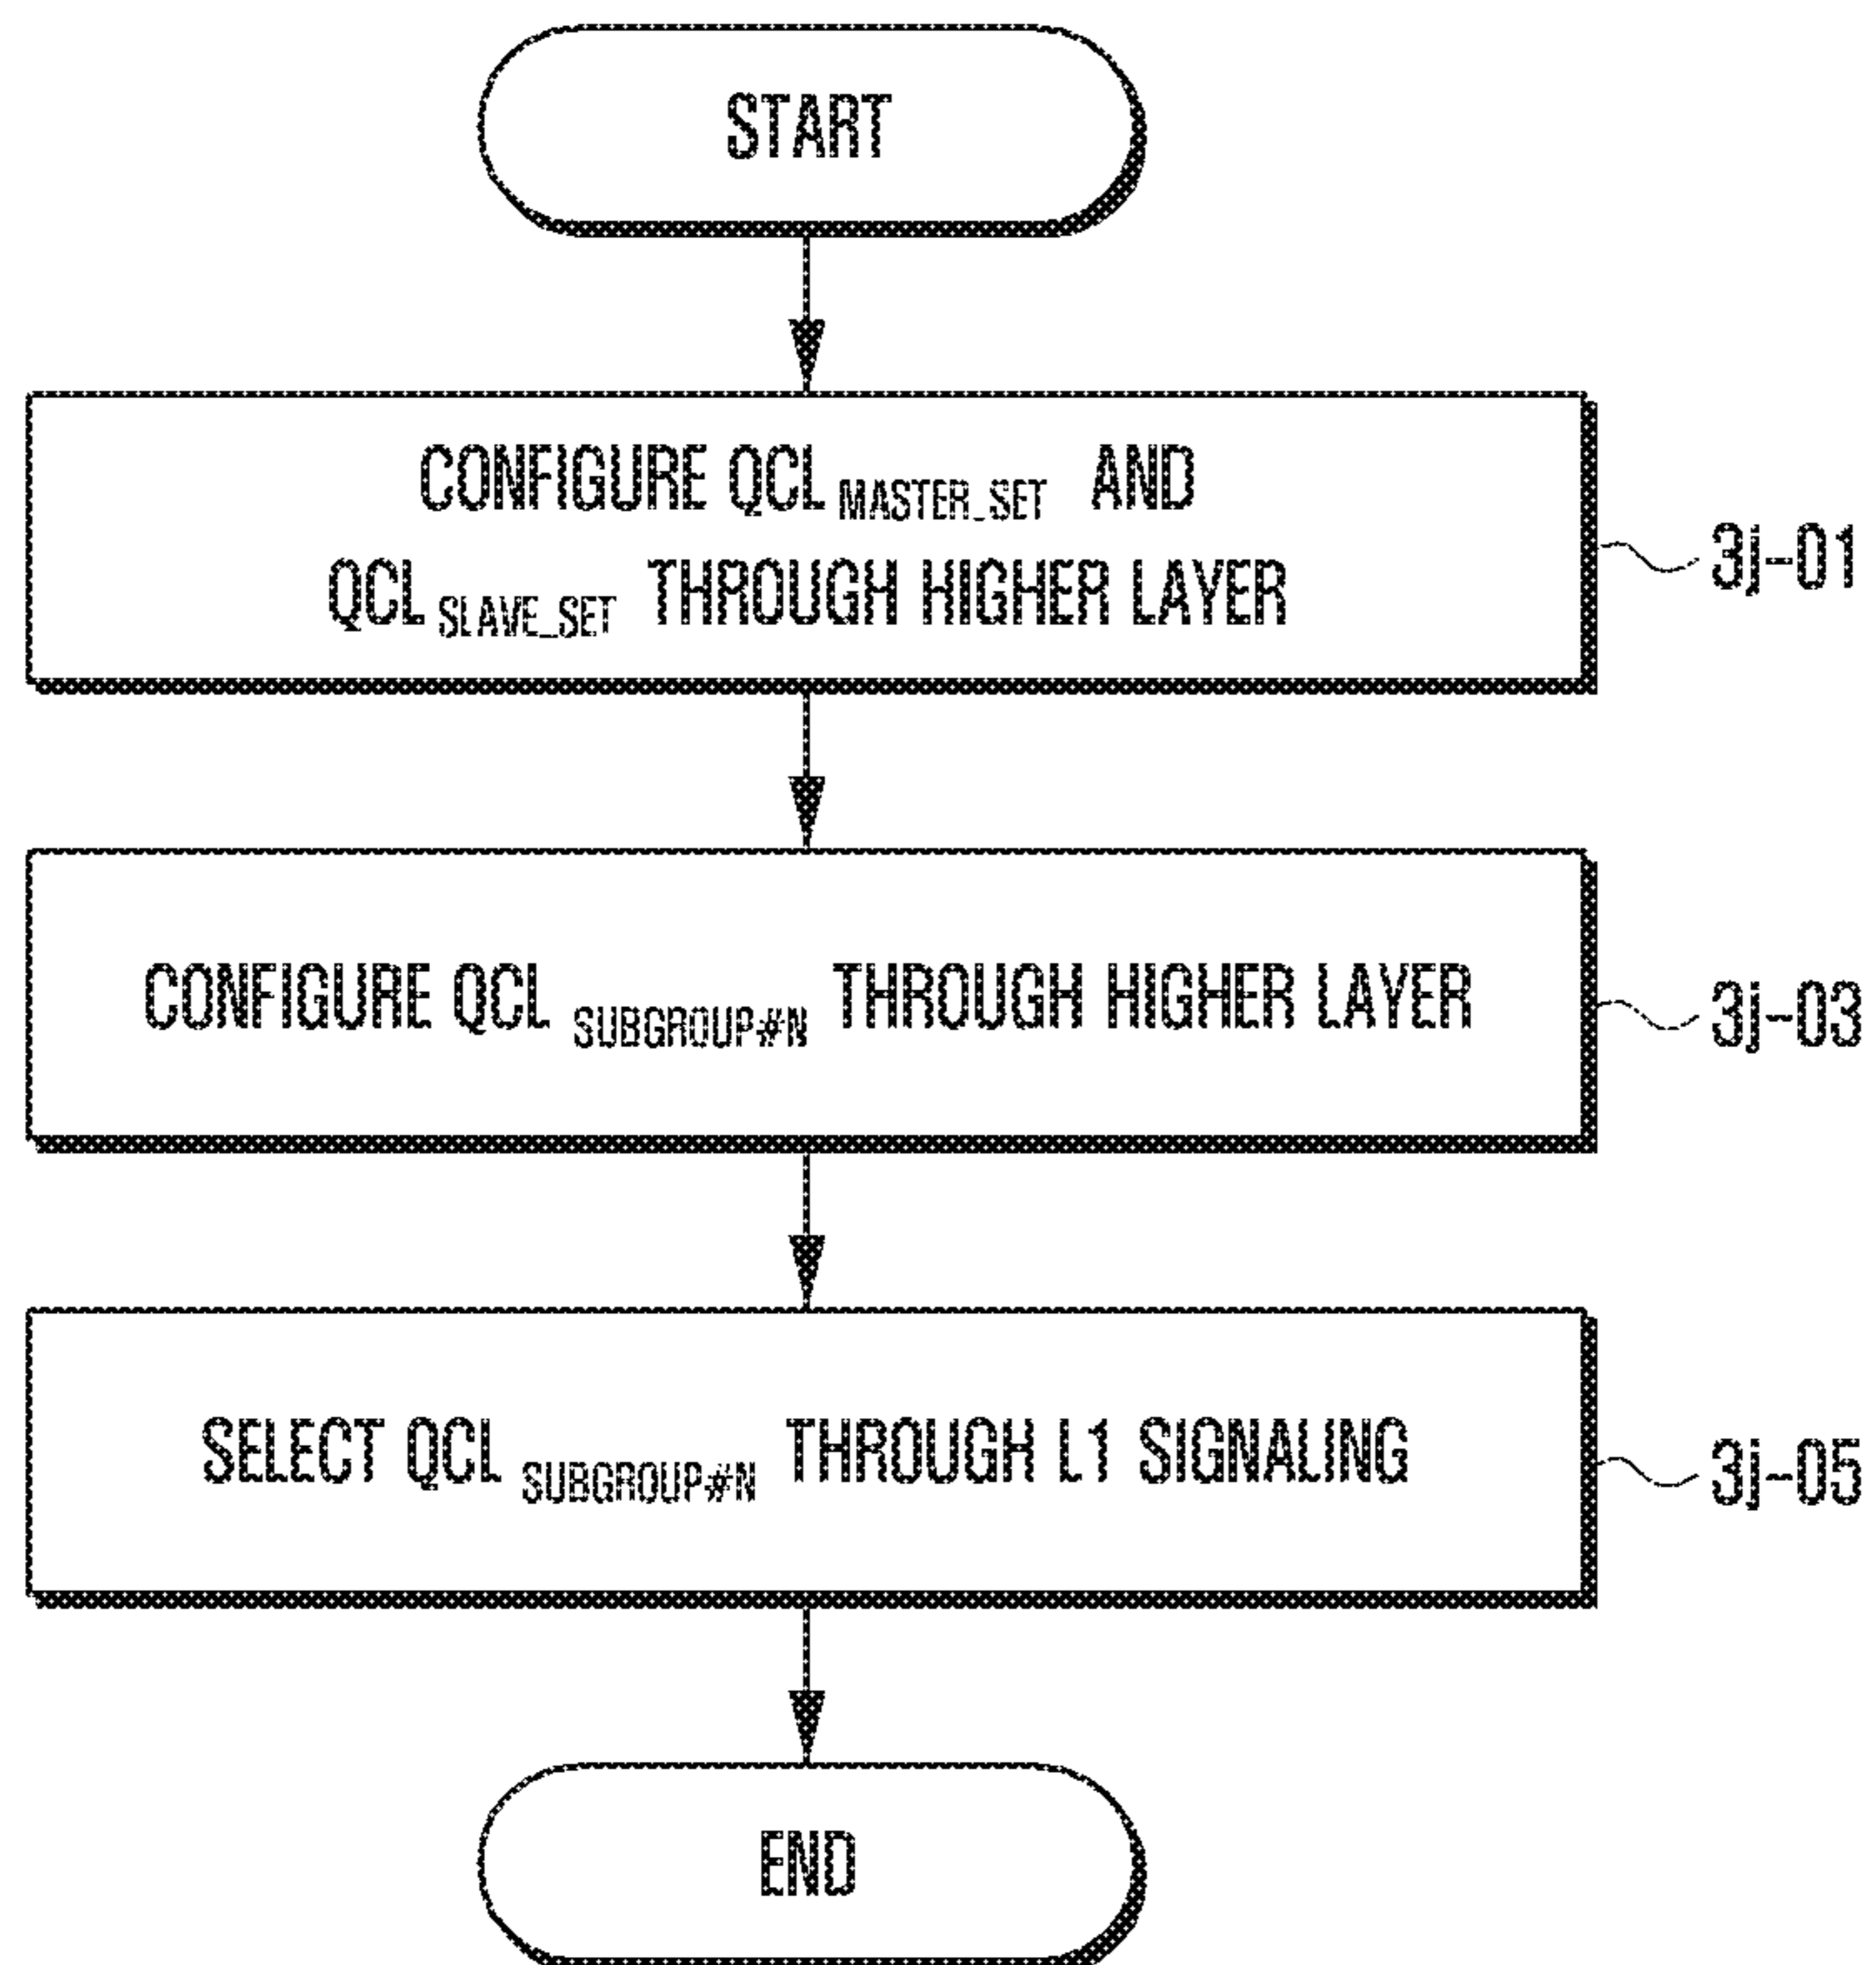 START
CONFIGURE QCL MASTER_SET AND
QCL SLAVE_SET THROUGH HIGHER LAYER
3j-01
CONFIGURE QCL SUBGROUP#N THROUGH HIGHER LAYER
3j-03
SELECT QCL SUBGROUP#N THROUGH L1 SIGNALING
3j-05
END